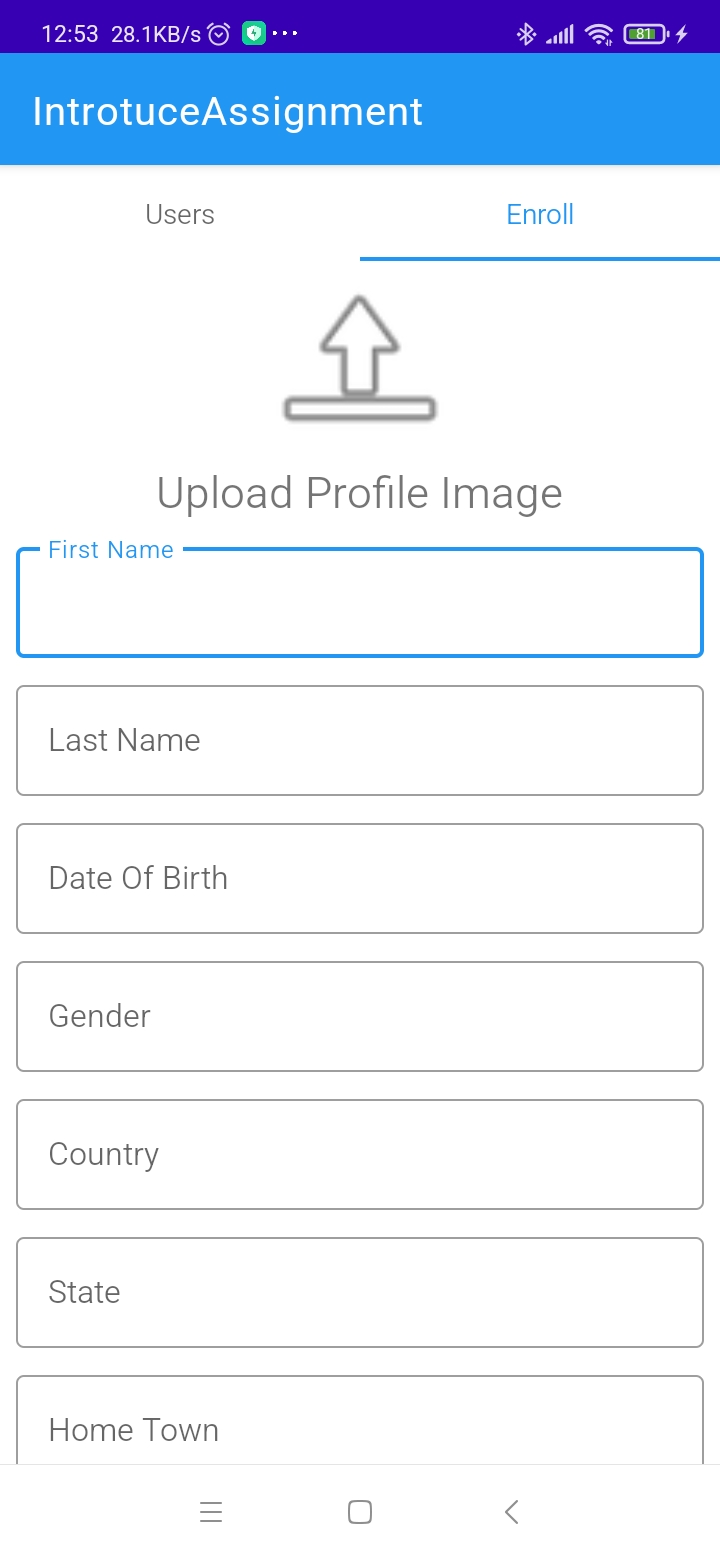 12:53 28.1KB/s 81
IntrotuceAssignment
Users Enroll
Upload Profile Image
First Name
Last Name
Date Of Birth
Gender
Country
State
Home Town